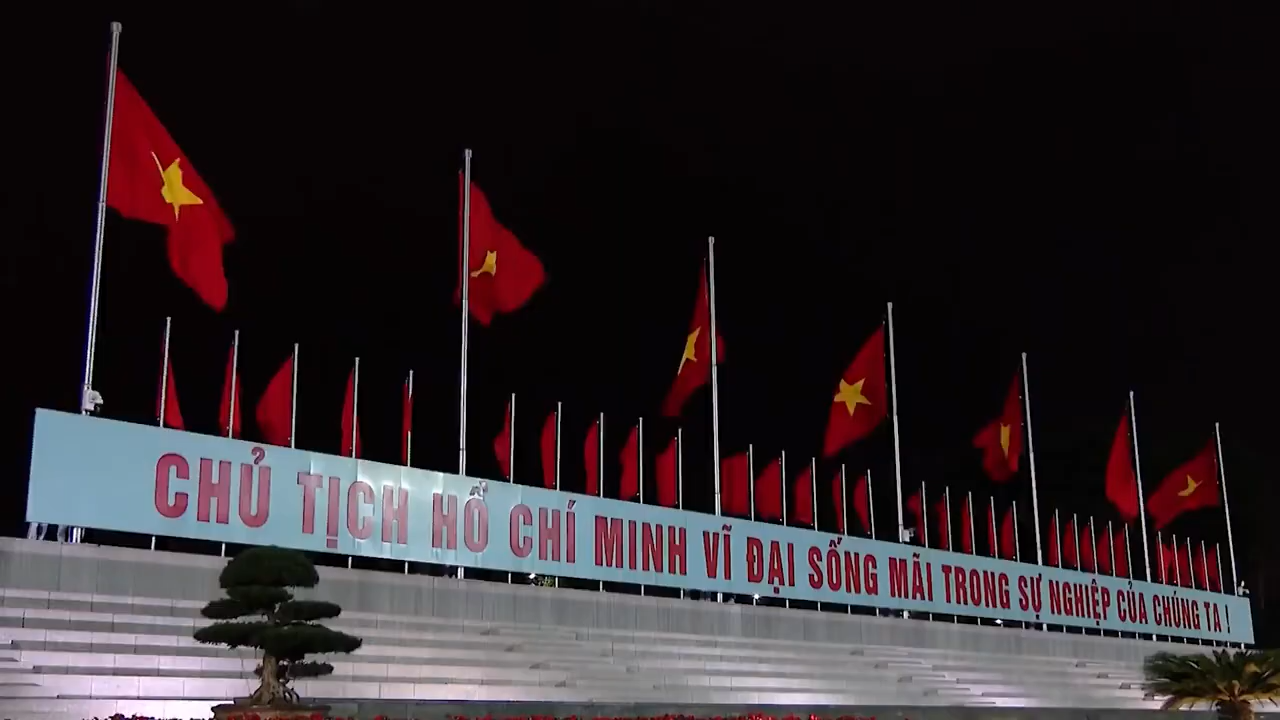 CHỦ TỊCH HỒ CHÍ MINH VĨ ĐẠI SỐNG MÃI TRONG SỰ NGHIỆP CỦA CHÚNG TA !